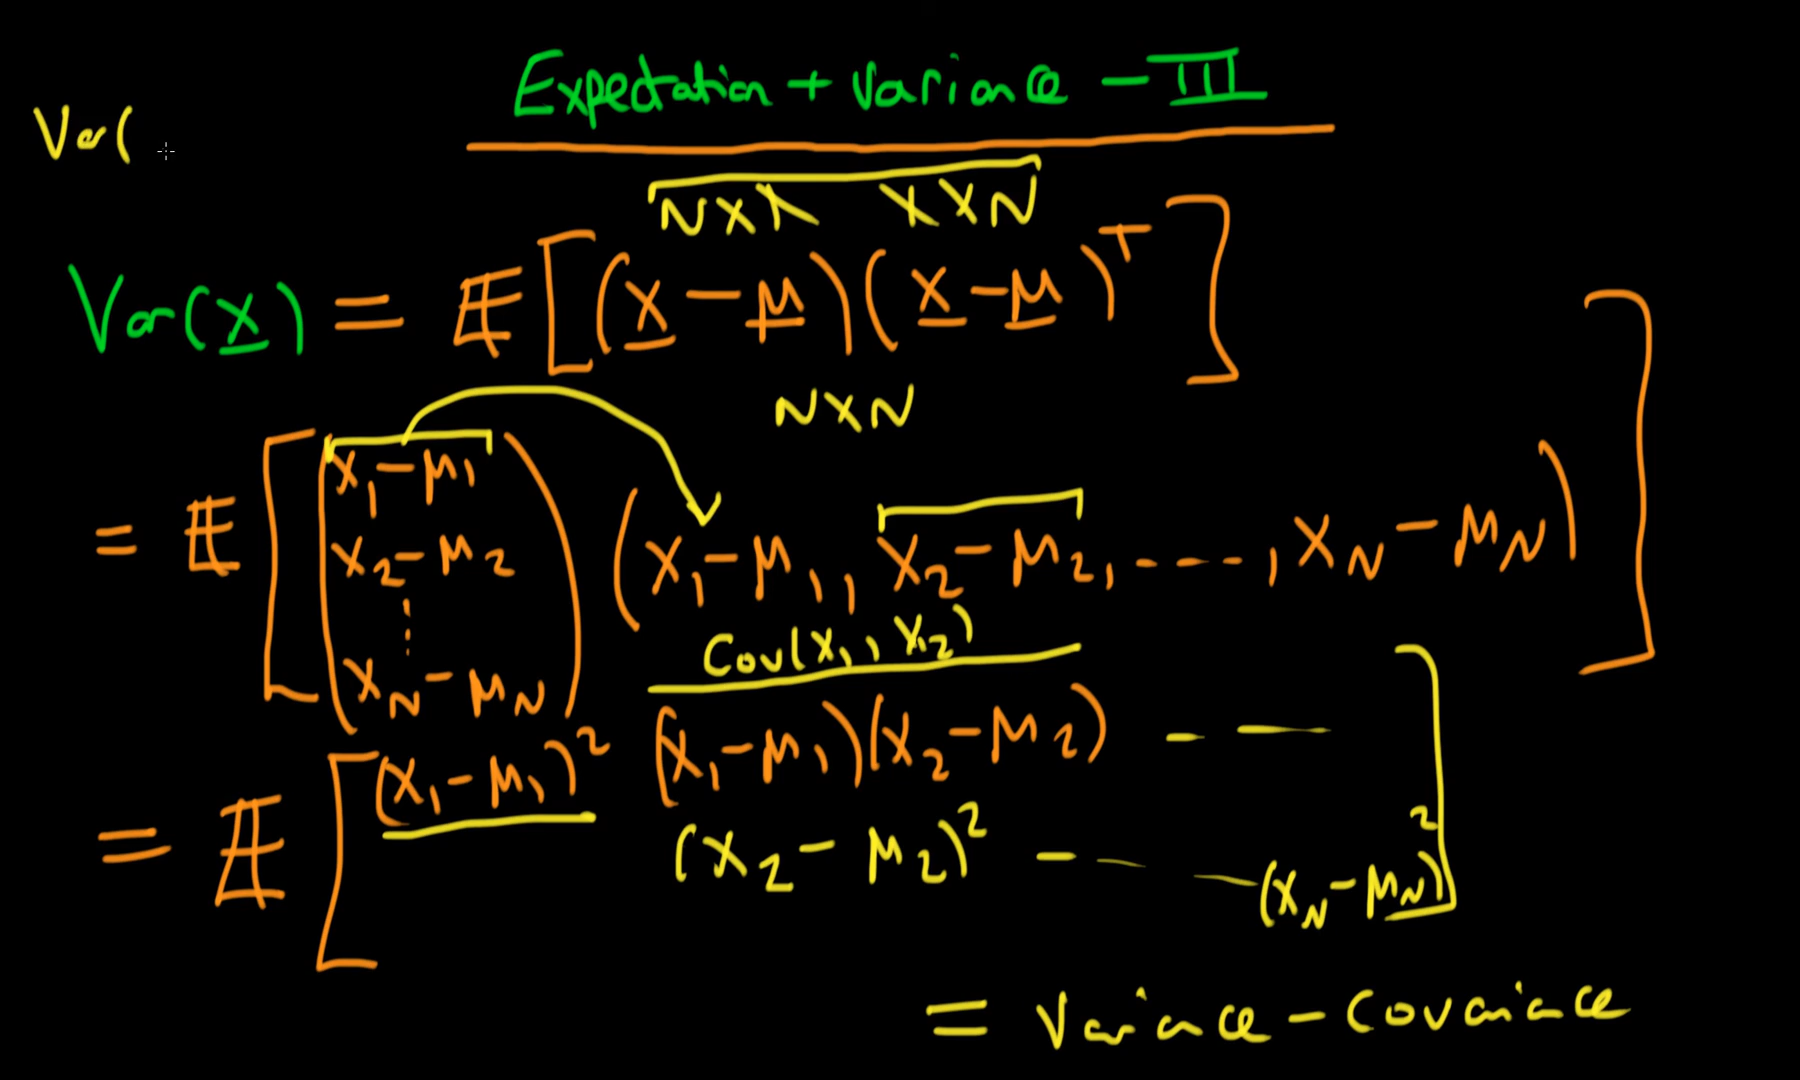 Expectation + Variance - III
Var(
N×1 1×N
Var(x) = E[(x - μ)(x - μ)ᵀ]
N×N
= E[(x₁ - μ₁
x₂ - μ₂
⋮
x_N - μ_N) (x₁ - μ₁, x₂ - μ₂, ----, x_N - μ_N)]
Cov(x₁, x₂)
= E[(x₁ - μ₁)² (x₁ - μ₁)(x₂ - μ₂) - -
(x₂ - μ₂)² - - - (x_N - μ_N)²]
= Variance - Covariance